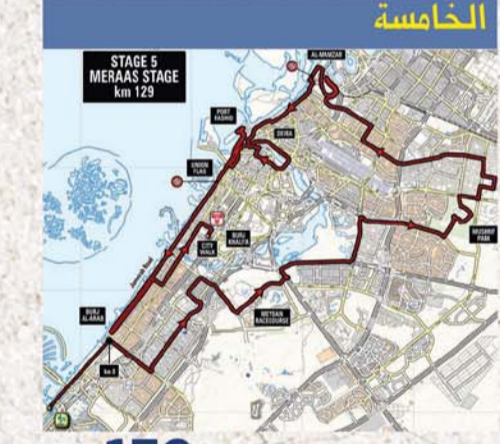 الخامسة
STAGE 5
MERAAS STAGE
km 129
AL-MAMZAR
PORT
RASHID
DEIRA
UNION
FLAG
MUSHRIF
PARK
CITY
WALK
BURJ
KHALIFA
BURJ
AL-ARAB
MEYDAN
RACECOURSE
km 0